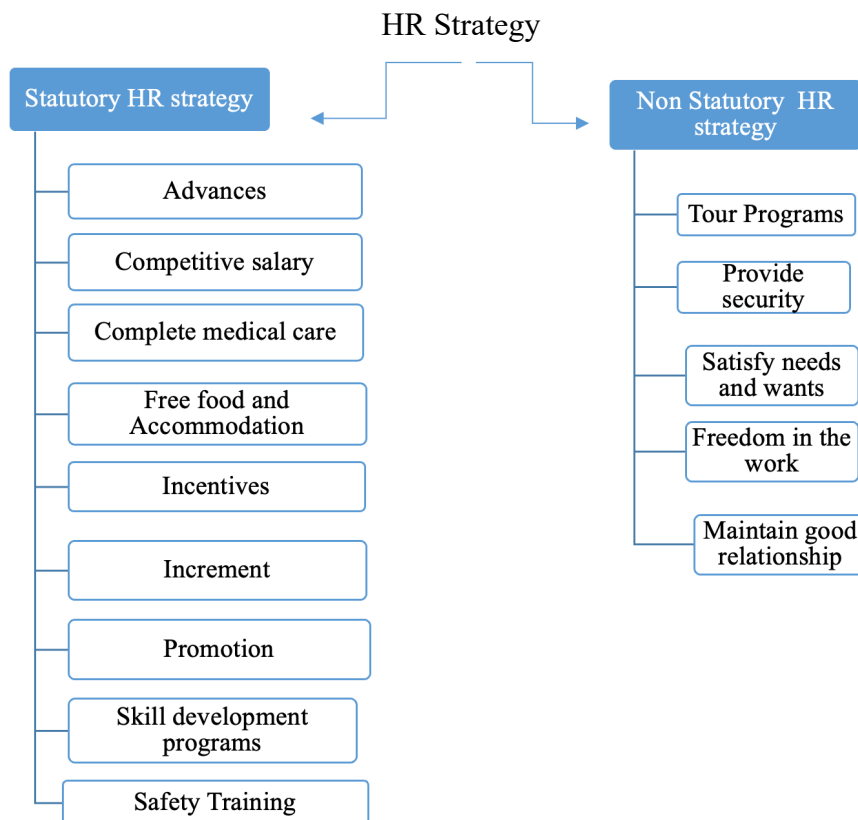 HR Strategy
Statutory HR strategy
Advances
Competitive salary
Complete medical care
Free food and
Accommodation
Incentives
Increment
Promotion
Skill development
programs
Safety Training
Non Statutory HR
strategy
Tour Programs
Provide
security
Satisfy needs
and wants
Freedom in the
work
Maintain good
relationship